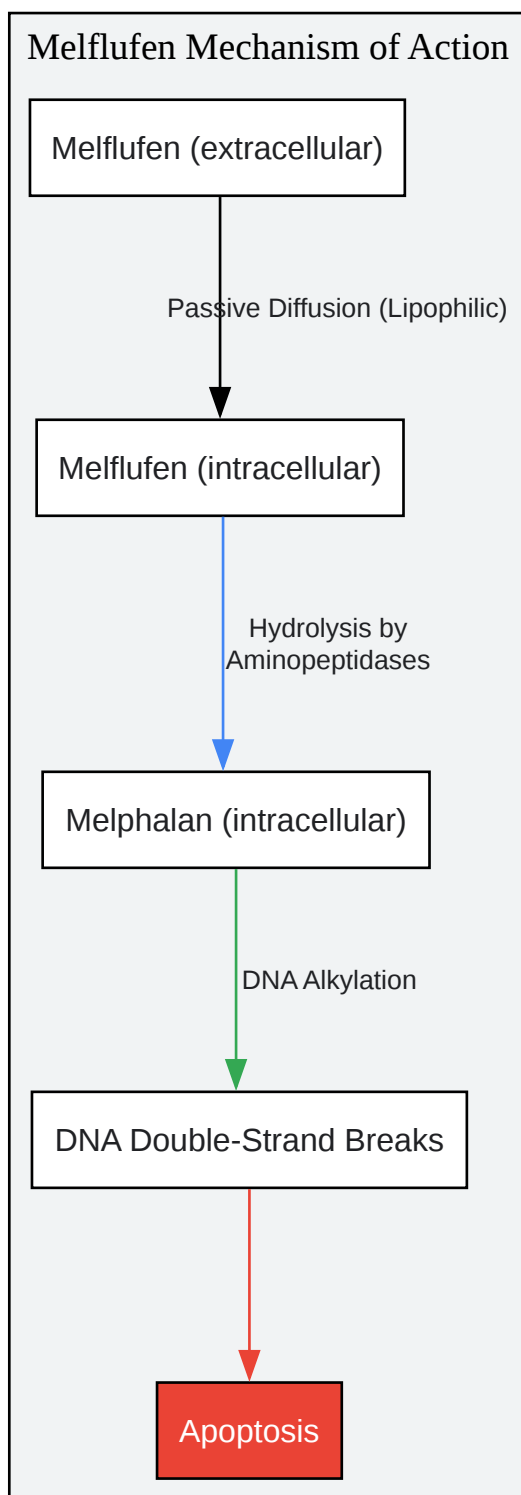 Melflufen Mechanism of Action
Melflufen (extracellular)
Passive Diffusion (Lipophilic)
Melflufen (intracellular)
Hydrolysis by
Aminopeptidases
Melphalan (intracellular)
DNA Alkylation
DNA Double-Strand Breaks
Apoptosis